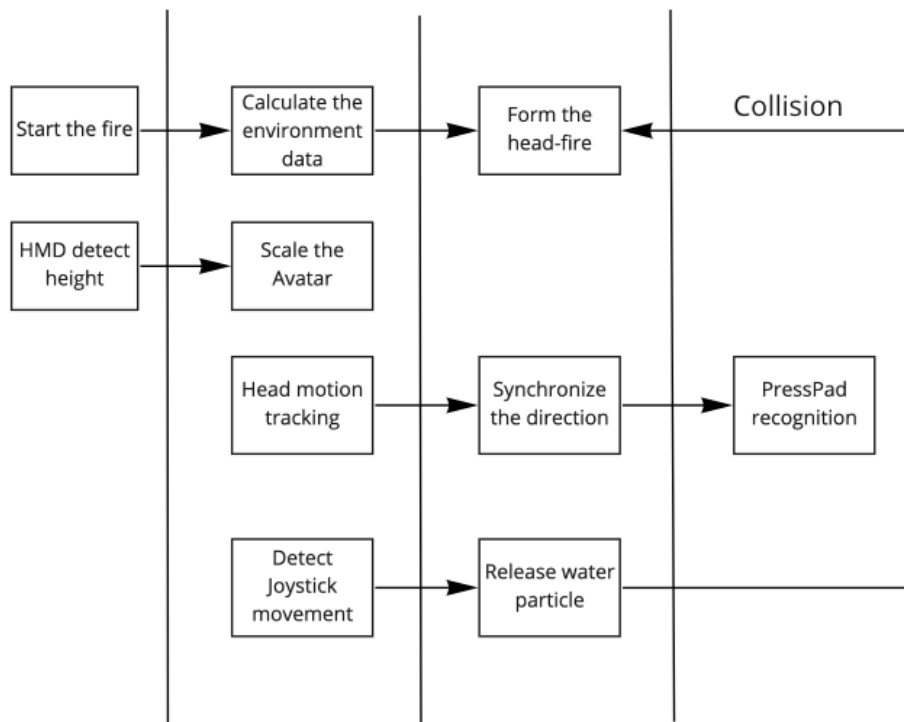 Start the fire
Calculate the
environment
data
Form the
head-fire
Collision
HMD detect
height
Scale the
Avatar
Head motion
tracking
Synchronize
the direction
PressPad
recognition
Detect
Joystick
movement
Release water
particle